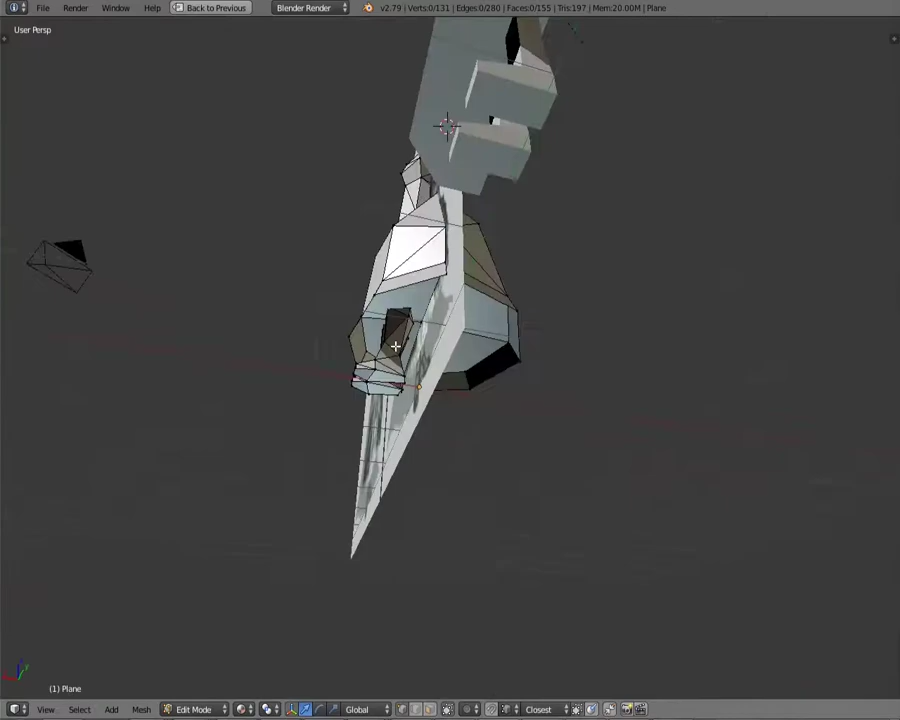 File Render Window Help Back to Previous Blender Render v2.79 | Verts:0/131 | Edges:0/280 | Faces:0/155 | Tris:197 | Mem:20.00M | Plane
User Persp
(1) Plane
View Select Add Mesh Edit Mode Global Closest